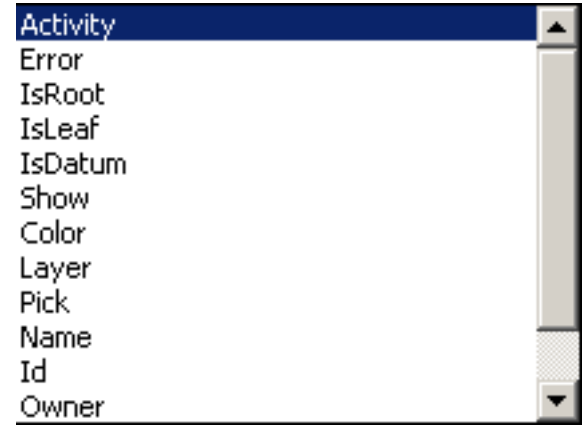 Activity
Error
IsRoot
IsLeaf
IsDatum
Show
Color
Layer
Pick
Name
Id
Owner